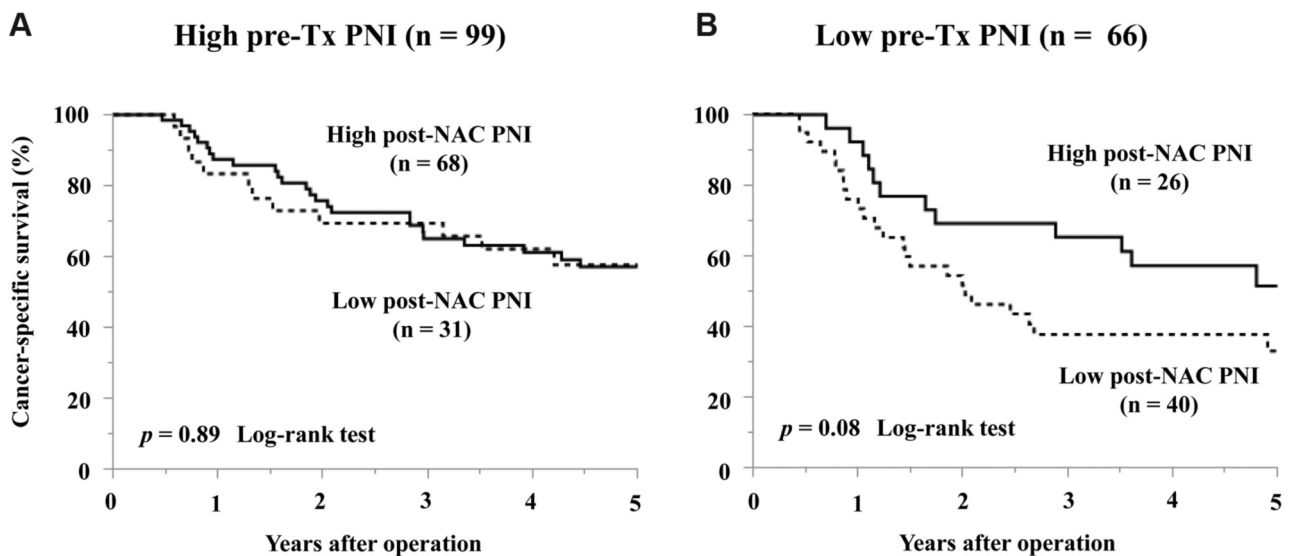 A
High pre-Tx PNI (n = 99)
Cancer-specific survival (%)
100
80
60
40
20
0
High post-NAC PNI
(n = 68)
Low post-NAC PNI
(n = 31)
p = 0.89 Log-rank test
0 1 2 3 4 5
Years after operation
B
Low pre-Tx PNI (n = 66)
100
80
60
40
20
0
High post-NAC PNI
(n = 26)
Low post-NAC PNI
(n = 40)
p = 0.08 Log-rank test
0 1 2 3 4 5
Years after operation